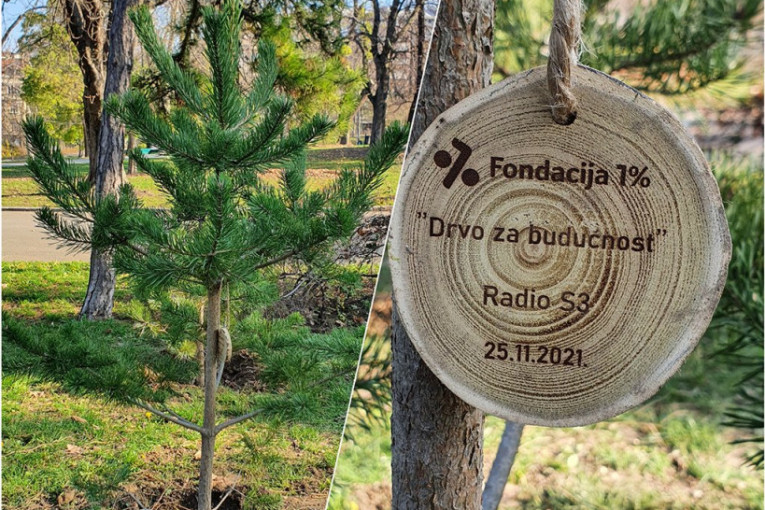 Fondacija 1%
"Drvo za budućnost"
Radio S3
25.11.2021.